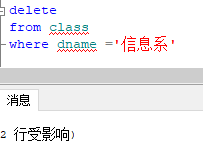 delete
from class
where dname ='信息系'
消息
2 行受影响)